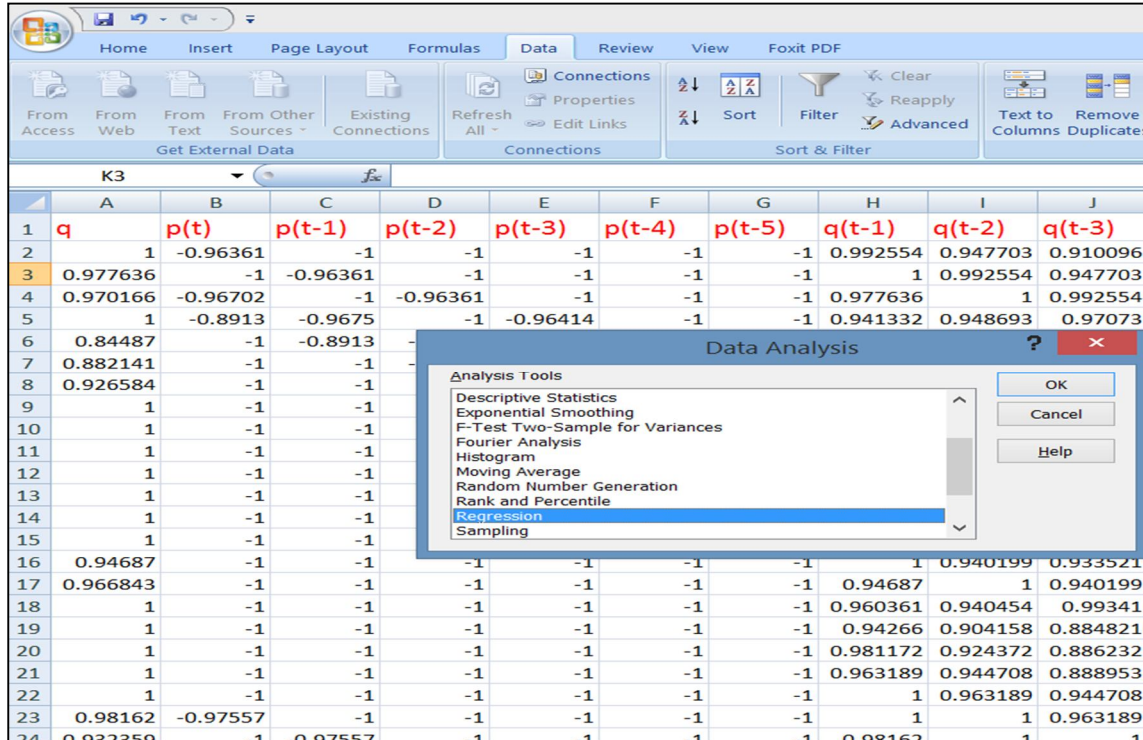 Home Insert Page Layout Formulas Data Review View Foxit PDF
From Access From Web From Text From Other Sources Existing Connections Refresh All Connections Properties Edit Links Sort Filter Clear Reapply Advanced Text to Columns Remove Duplicate
Get External Data Connections Sort & Filter
K3 fx
A B C D E F G H I J
1 q p(t) p(t-1) p(t-2) p(t-3) p(t-4) p(t-5) q(t-1) q(t-2) q(t-3)
2 1 -0.96361 -1 -1 -1 -1 -1 0.992554 0.947703 0.910096
3 0.977636 -1 -0.96361 -1 -1 -1 -1 1 0.992554 0.947703
4 0.970166 -0.96702 -1 -0.96361 -1 -1 -1 0.977636 1 0.992554
5 1 -0.8913 -0.9675 -1 -0.96414 -1 -1 0.941332 0.948693 0.97073
6 0.84487 -1 -0.8913 -
7 0.882141 -1 -1 -
8 0.926584 -1 -1
9 1 -1 -1
10 1 -1 -1
11 1 -1 -1
12 1 -1 -1
13 1 -1 -1
14 1 -1 -1
15 1 -1 -1
Data Analysis ? ×
Analysis Tools
Descriptive Statistics
Exponential Smoothing
F-Test Two-Sample for Variances
Fourier Analysis
Histogram
Moving Average
Random Number Generation
Rank and Percentile
Regression
Sampling
OK
Cancel
Help
16 0.94687 -1 -1 -1 -1 -1 -1 1 0.940199 0.933521
17 0.966843 -1 -1 -1 -1 -1 -1 0.94687 1 0.940199
18 1 -1 -1 -1 -1 -1 -1 0.960361 0.940454 0.99341
19 1 -1 -1 -1 -1 -1 -1 0.94266 0.904158 0.884821
20 1 -1 -1 -1 -1 -1 -1 0.981172 0.924372 0.886232
21 1 -1 -1 -1 -1 -1 -1 0.963189 0.944708 0.888953
22 1 -1 -1 -1 -1 -1 -1 1 0.963189 0.944708
23 0.98162 -0.97557 -1 -1 -1 -1 -1 1 1 0.963189
24 0.932359 -1 -0.97557 -1 -1 -1 -1 0.98162 1 1